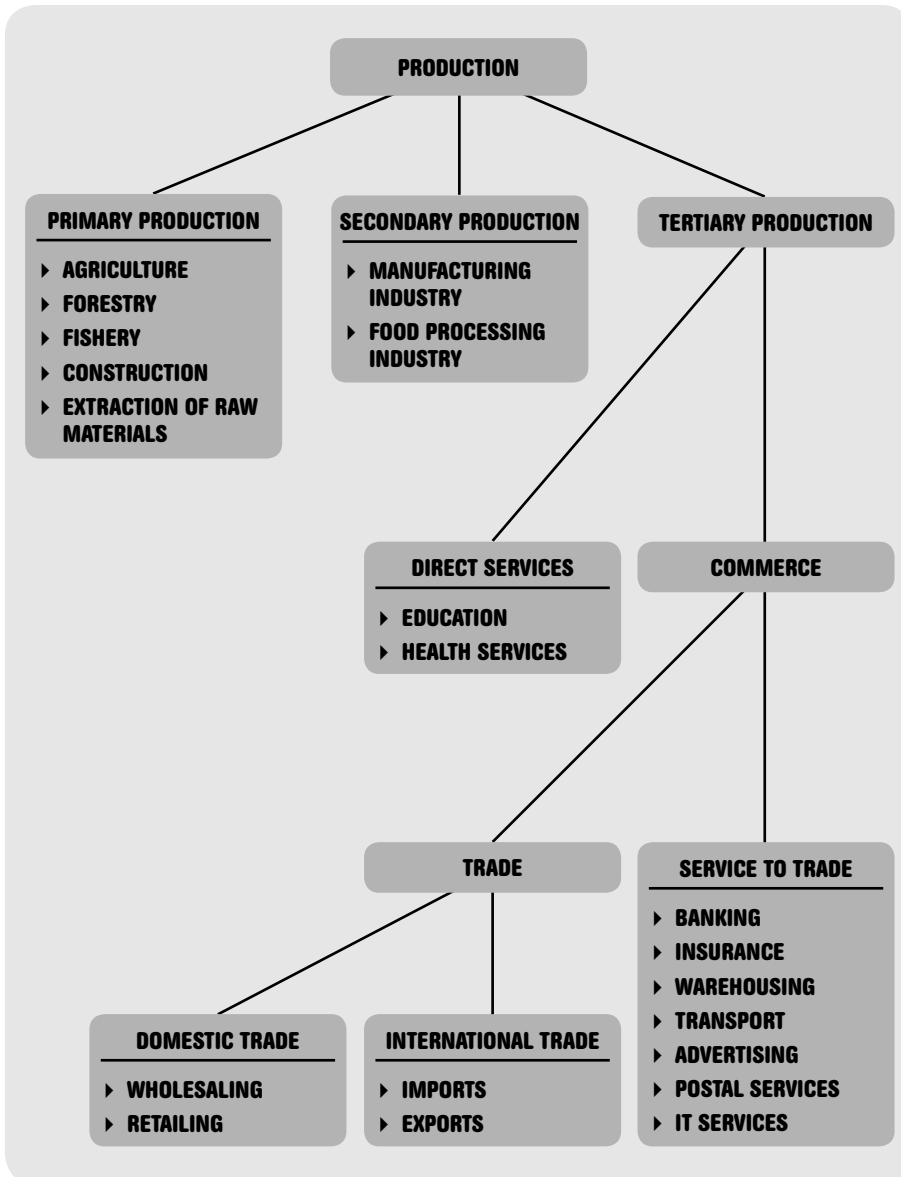 PRODUCTION
PRIMARY PRODUCTION
AGRICULTURE
FORESTRY
FISHERY
CONSTRUCTION
EXTRACTION OF RAW
MATERIALS
SECONDARY PRODUCTION
MANUFACTURING
INDUSTRY
FOOD PROCESSING
INDUSTRY
TERTIARY PRODUCTION
DIRECT SERVICES
EDUCATION
HEALTH SERVICES
COMMERCE
TRADE
SERVICE TO TRADE
BANKING
INSURANCE
WAREHOUSING
TRANSPORT
ADVERTISING
POSTAL SERVICES
IT SERVICES
DOMESTIC TRADE
WHOLESALING
RETAILING
INTERNATIONAL TRADE
IMPORTS
EXPORTS